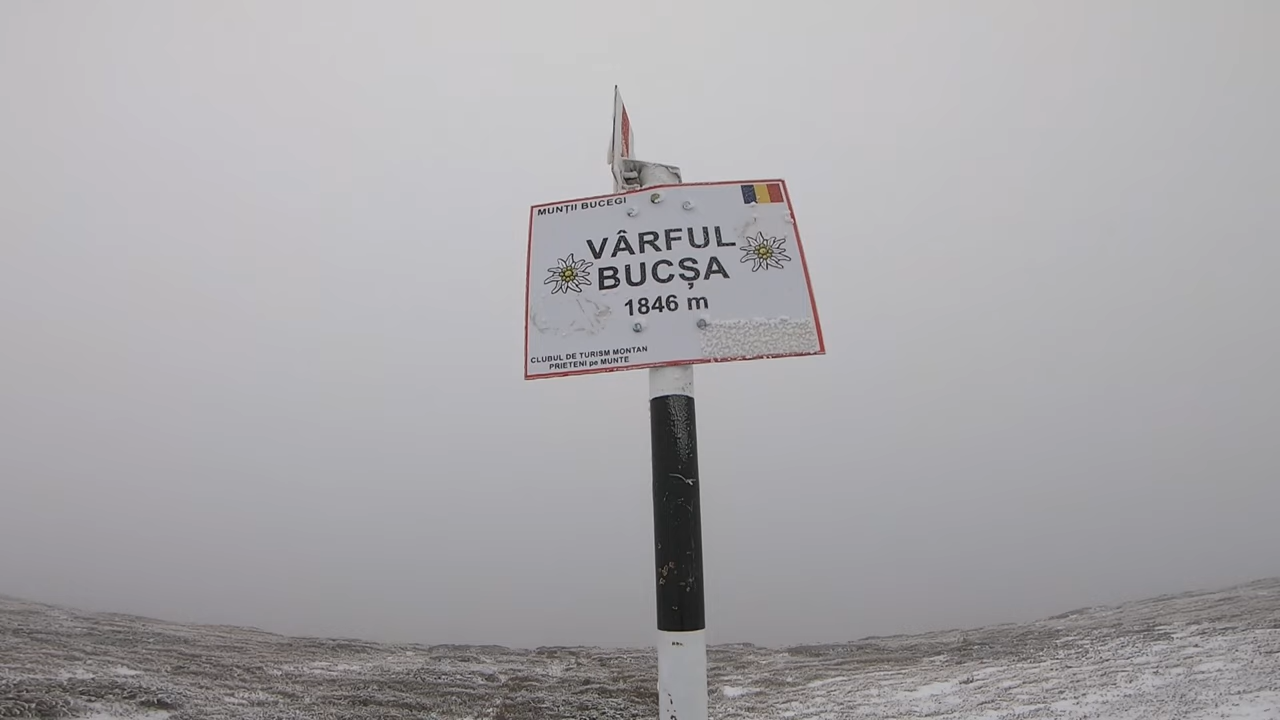 MUNȚII BUCEGI
VÂRFUL
BUCȘA
1846 m
CLUBUL DE TURISM MONTAN
PRIETENI pe MUNTE